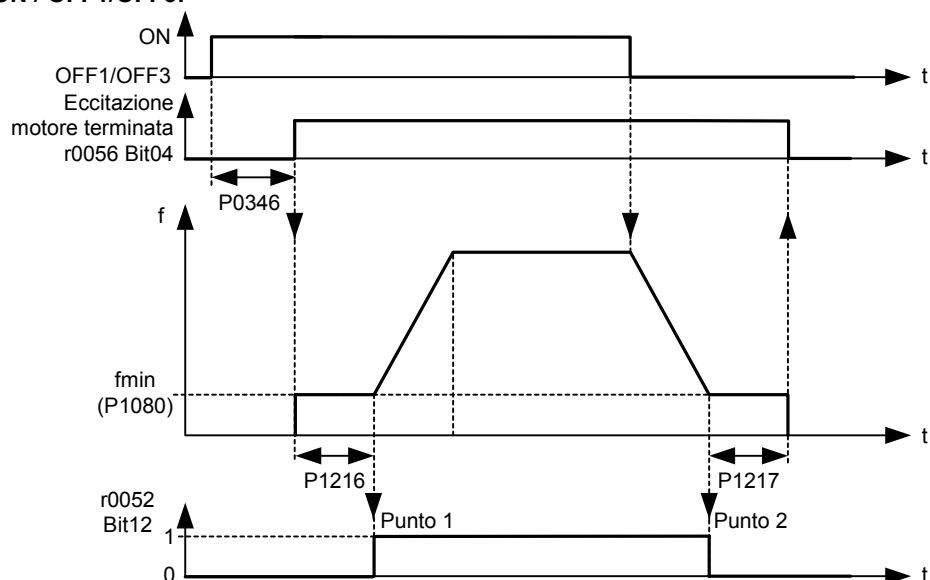 ON
OFF1/OFF3
t
Eccitazione
motore terminata
r0056 Bit04
t
P0346
f
fmin
(P1080)
t
P1216
P1217
r0052
Bit12
1
Punto 1
Punto 2
0
t